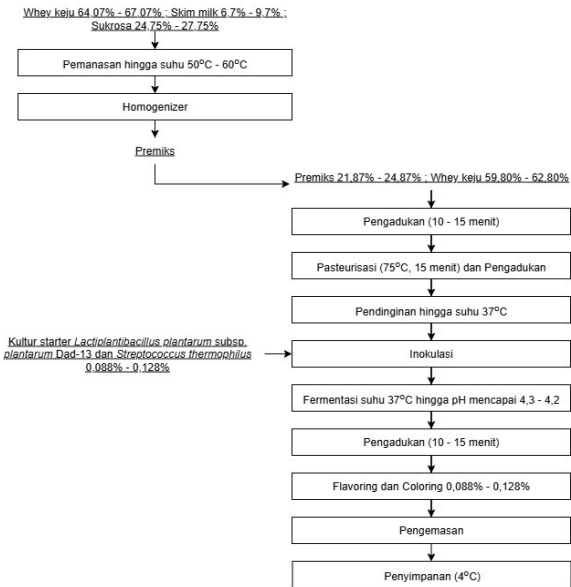 Whey keju 64,07% - 67,07% ; Skim milk 6,7% - 9,7% ;
Sukrosa 24,75% - 27,75%
Pemanasan hingga suhu 50°C - 60°C
Homogenizer
Premiks
Premiks 21,87% - 24,87% ; Whey keju 59,80% - 62,80%
Pengadukan (10 - 15 menit)
Pasteurisasi (75°C, 15 menit) dan Pengadukan
Pendinginan hingga suhu 37°C
Kultur starter Lactiplantibacillus plantarum subsp.
plantarum Dad-13 dan Streptococcus thermophilus
0,088% - 0,128%
Inokulasi
Fermentasi suhu 37°C hingga pH mencapai 4,3 - 4,2
Pengadukan (10 - 15 menit)
Flavoring dan Coloring 0,088% - 0,128%
Pengemasan
Penyimpanan (4°C)